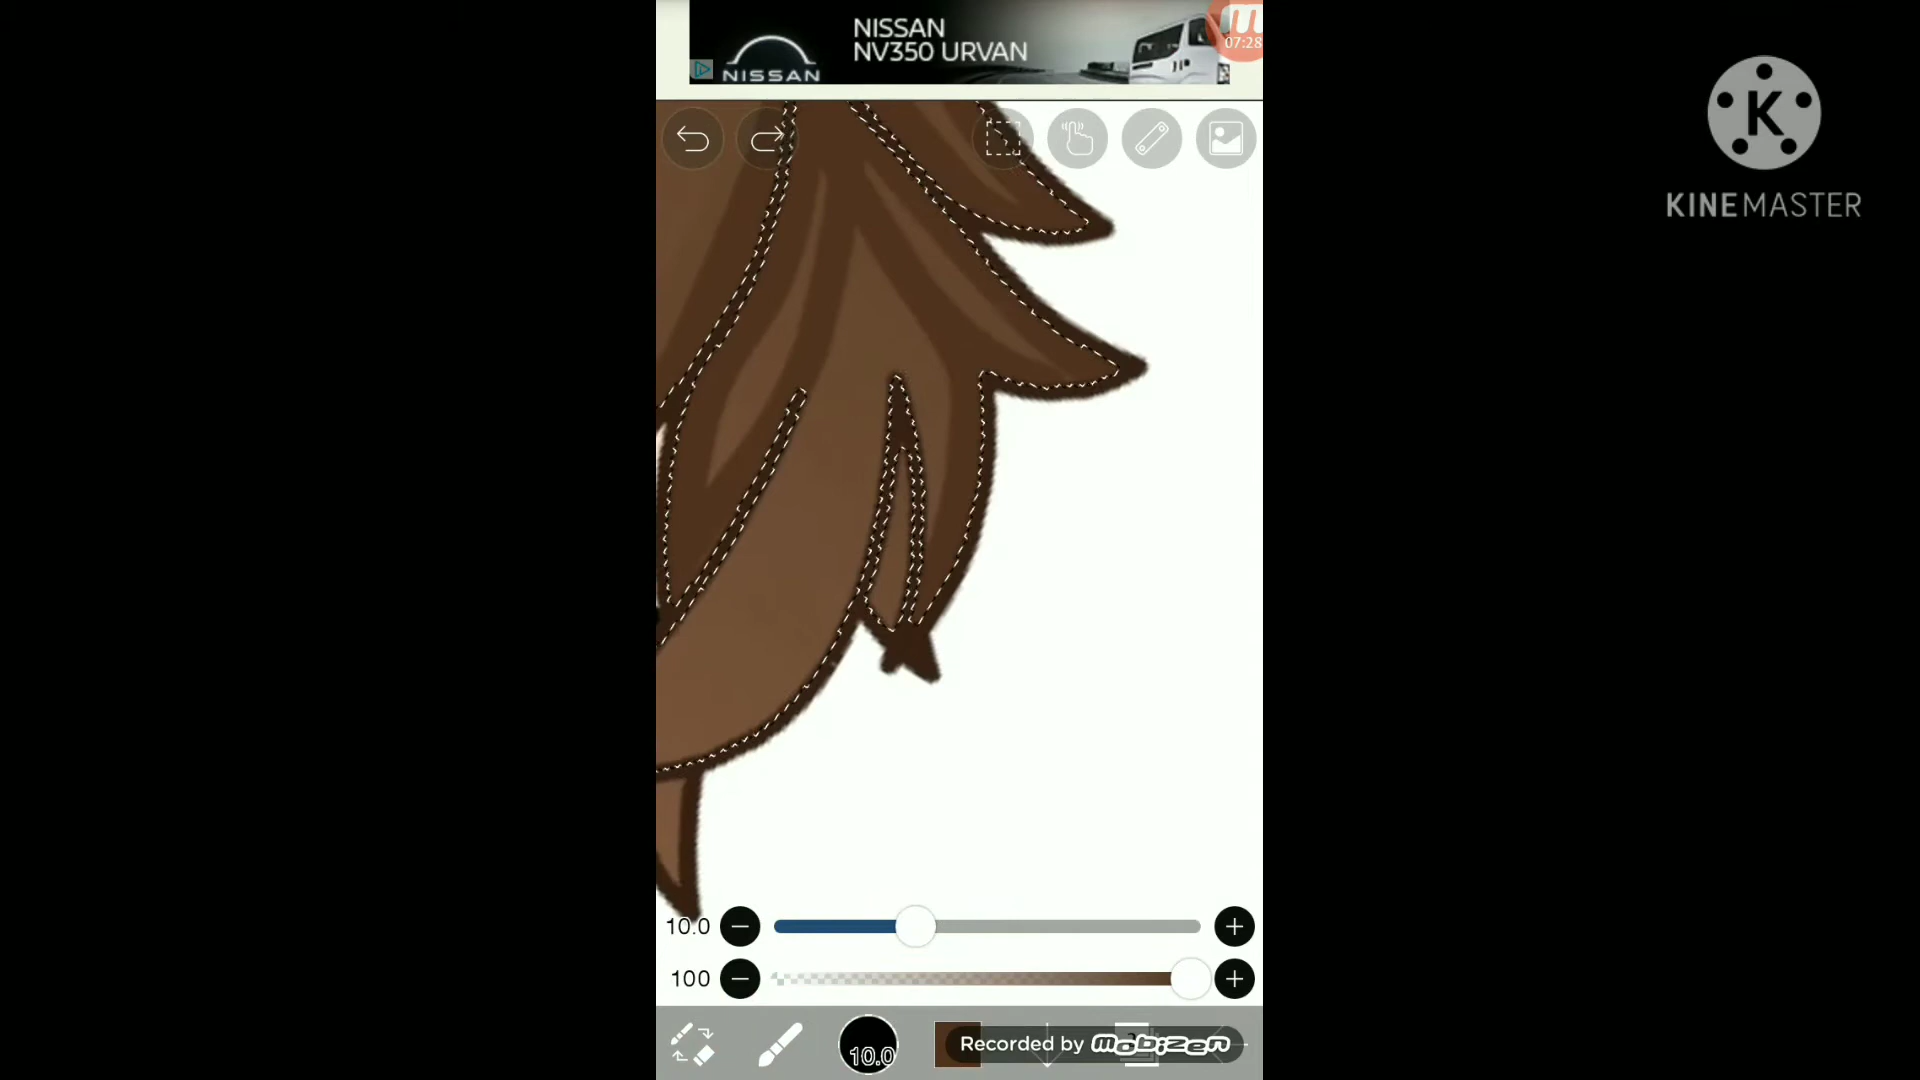 NISSAN
NV350 URVAN
NISSAN
07:28
K
KINEMASTER
10.0
100
10.0
Recorded by mobizen